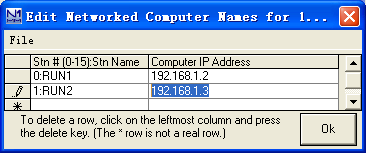 Edit Networked Computer Names for 1...
File
Stn # (0-15):Stn Name Computer IP Address
0:RUN1 192.168.1.2
1:RUN2 192.168.1.3
*
To delete a row, click on the leftmost column and press
the delete key. (The * row is not a real row.)
Ok